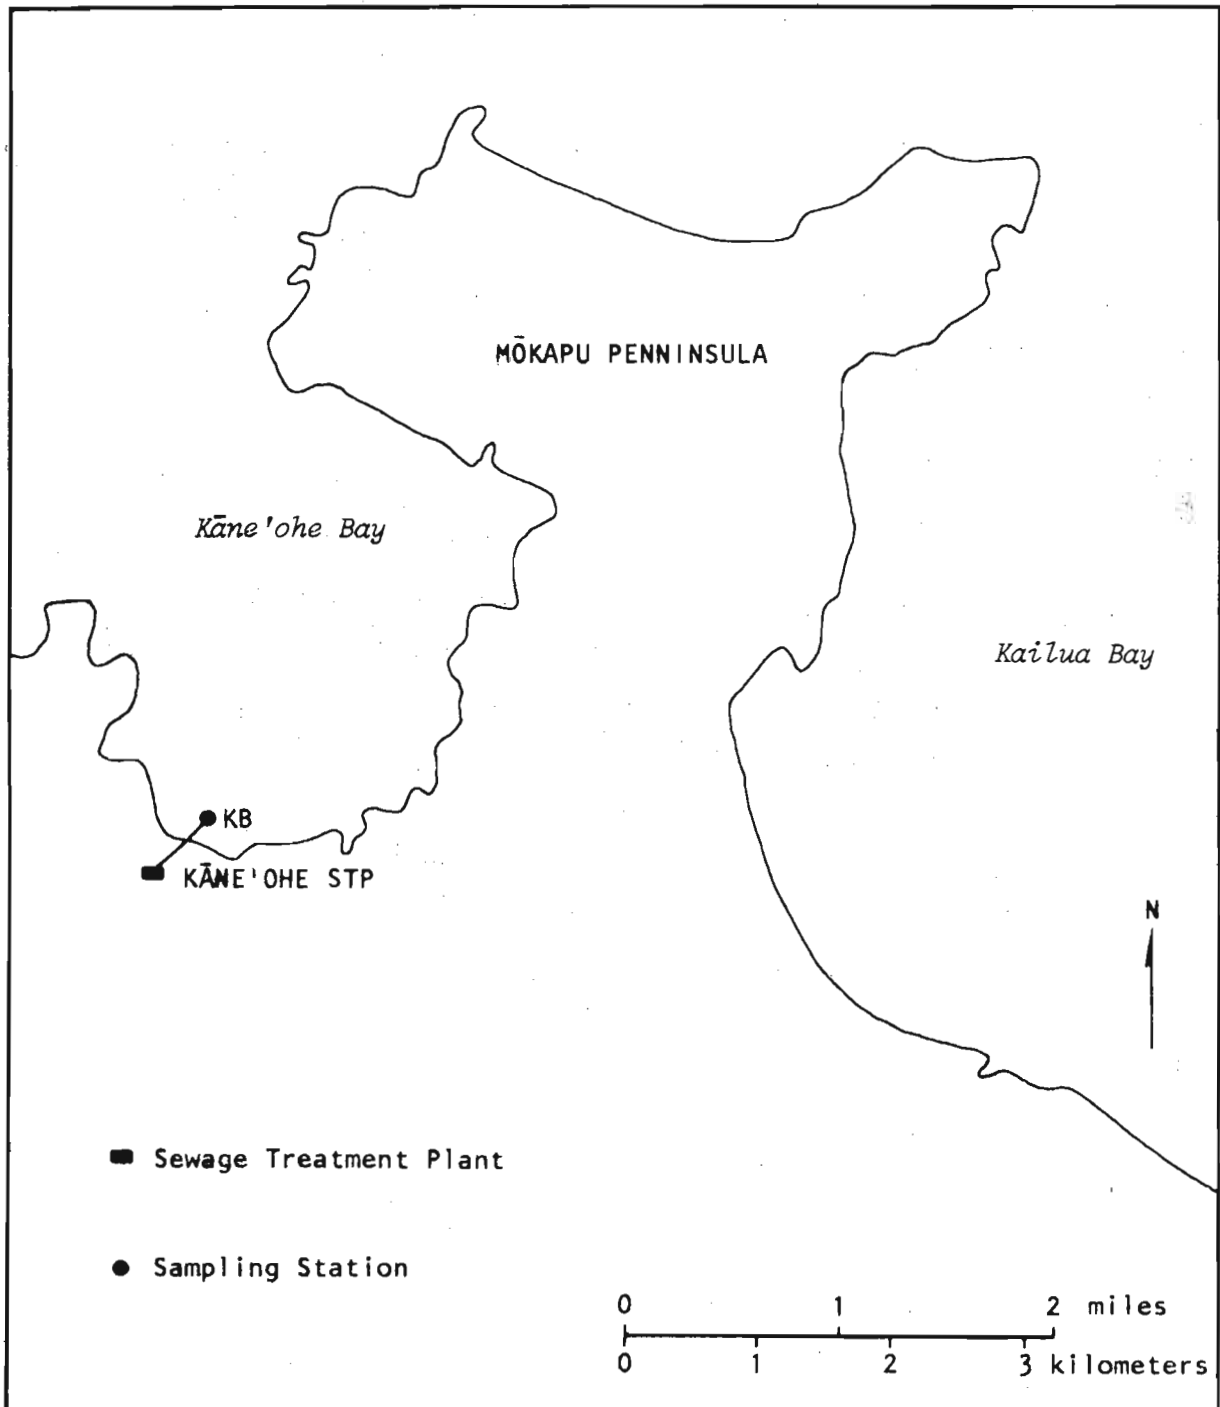 MŌKAPU PENNINSULA
Kāne'ohe Bay
Kailua Bay
KB
KĀNE'OHE STP
N
Sewage Treatment Plant
Sampling Station
0 1 2 miles
0 1 2 3 kilometers